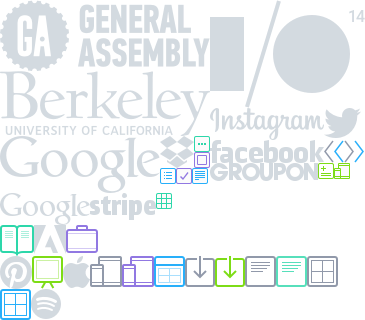 GA GENERAL ASSEMBLY
14
Berkeley
UNIVERSITY OF CALIFORNIA
Instagram
Google
facebook
GROUPON
Google
stripe